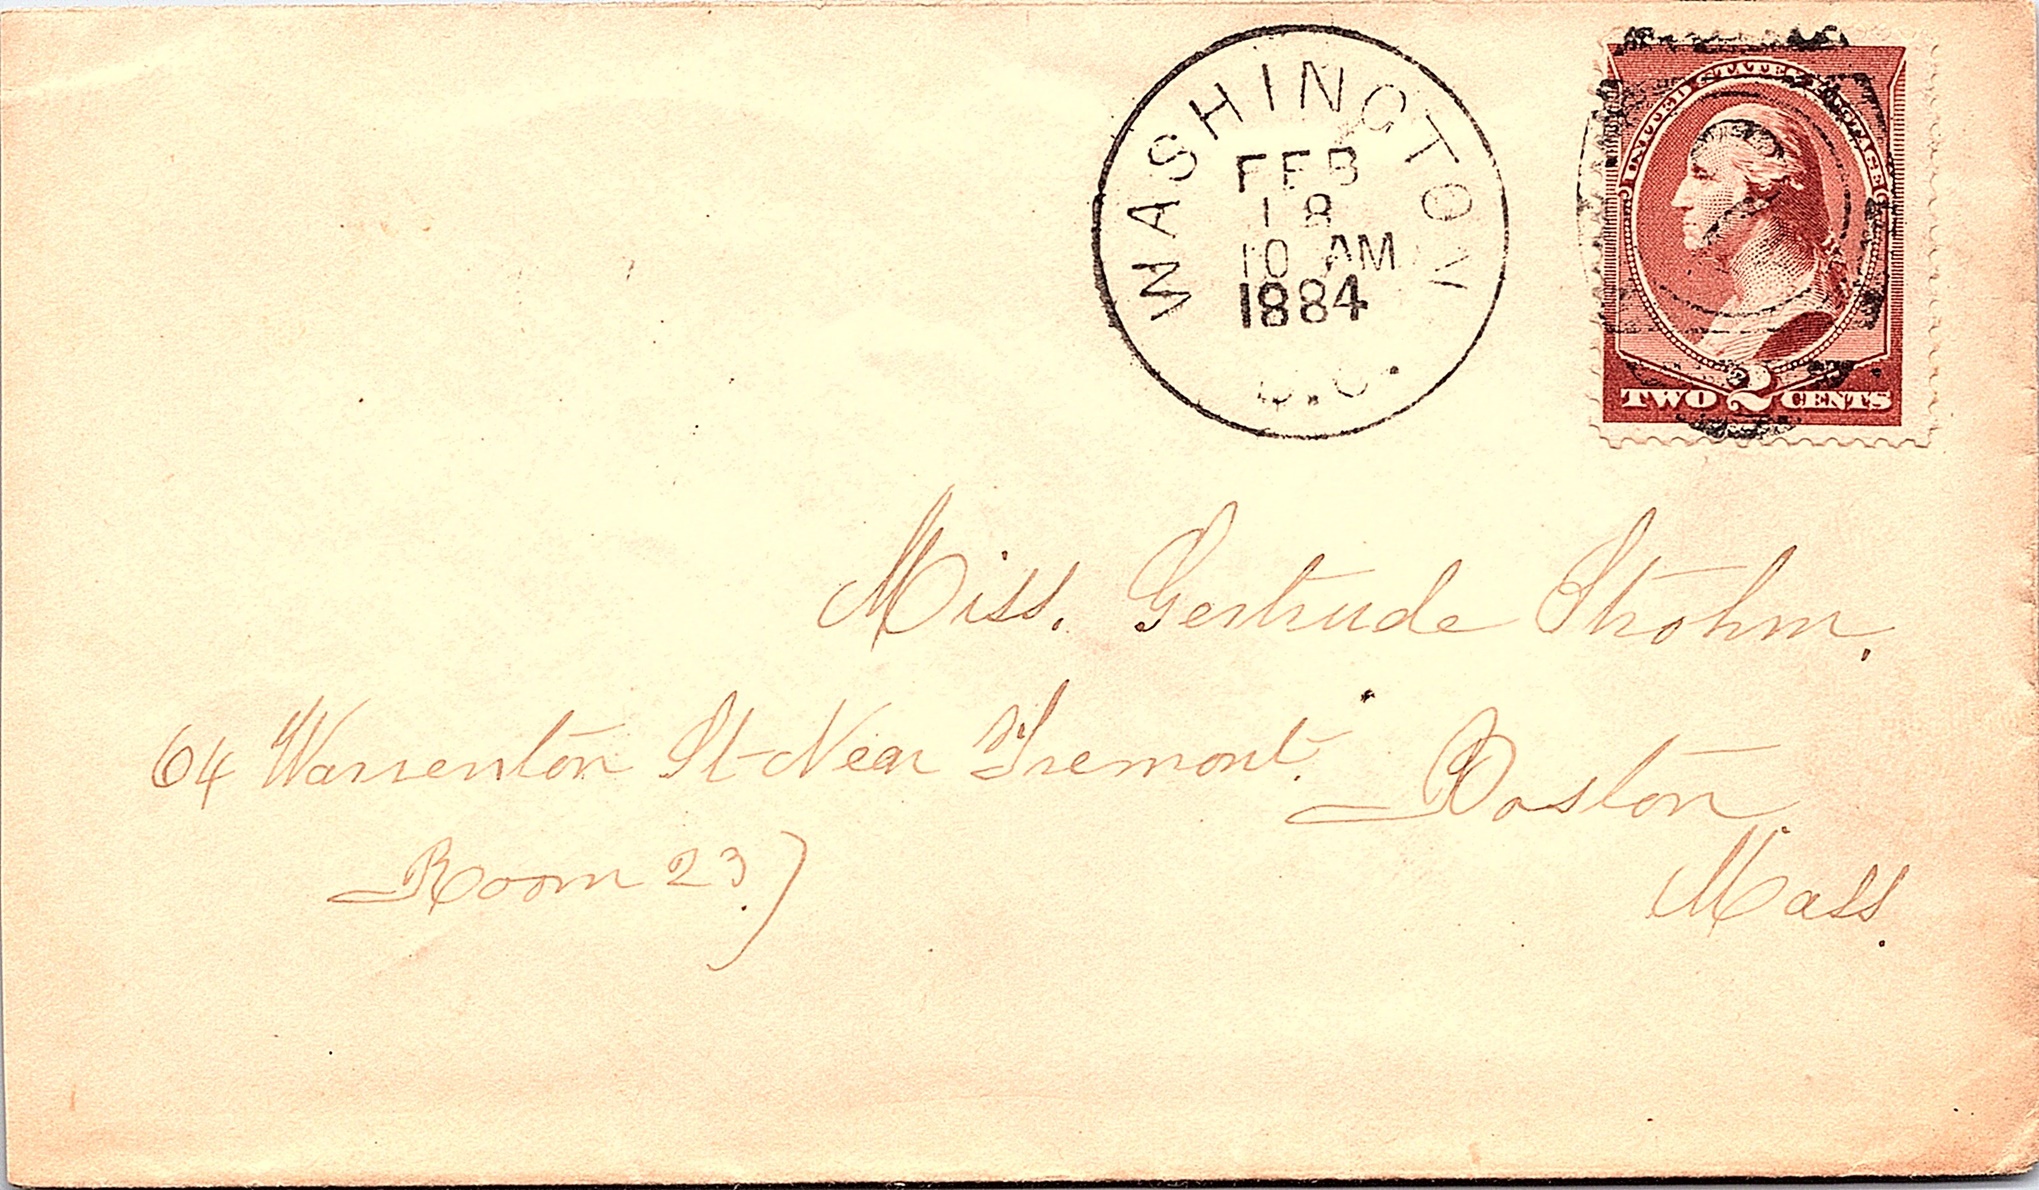 WASHINGTON
FEB
18
10 AM
1884
D.C.
UNITED STATES POSTAGE
2
TWO 2 CENTS
Miss. Gertrude Strohm.
64 Warrenton St-Near Tremont.
Boston.
Room 23.)
Mass.